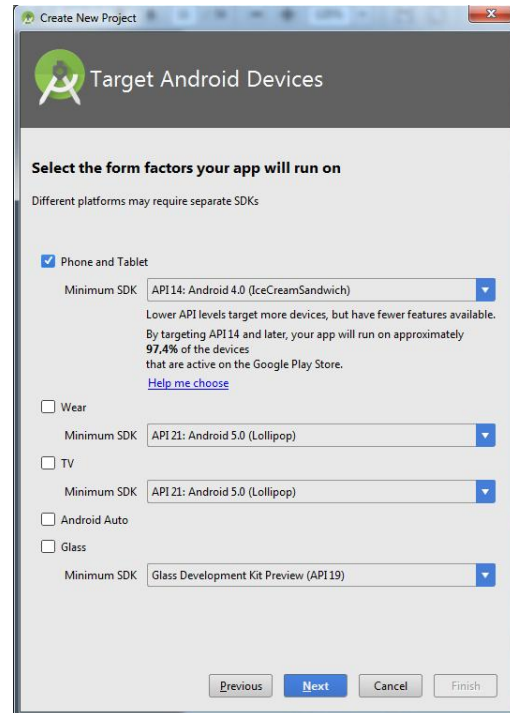 Create New Project
Target Android Devices
Select the form factors your app will run on
Different platforms may require separate SDKs
Phone and Tablet
Minimum SDK API 14: Android 4.0 (IceCreamSandwich)
Lower API levels target more devices, but have fewer features available.
By targeting API 14 and later, your app will run on approximately
97,4% of the devices
that are active on the Google Play Store.
Help me choose
Wear
Minimum SDK API 21: Android 5.0 (Lollipop)
TV
Minimum SDK API 21: Android 5.0 (Lollipop)
Android Auto
Glass
Minimum SDK Glass Development Kit Preview (API 19)
Previous Next Cancel Finish